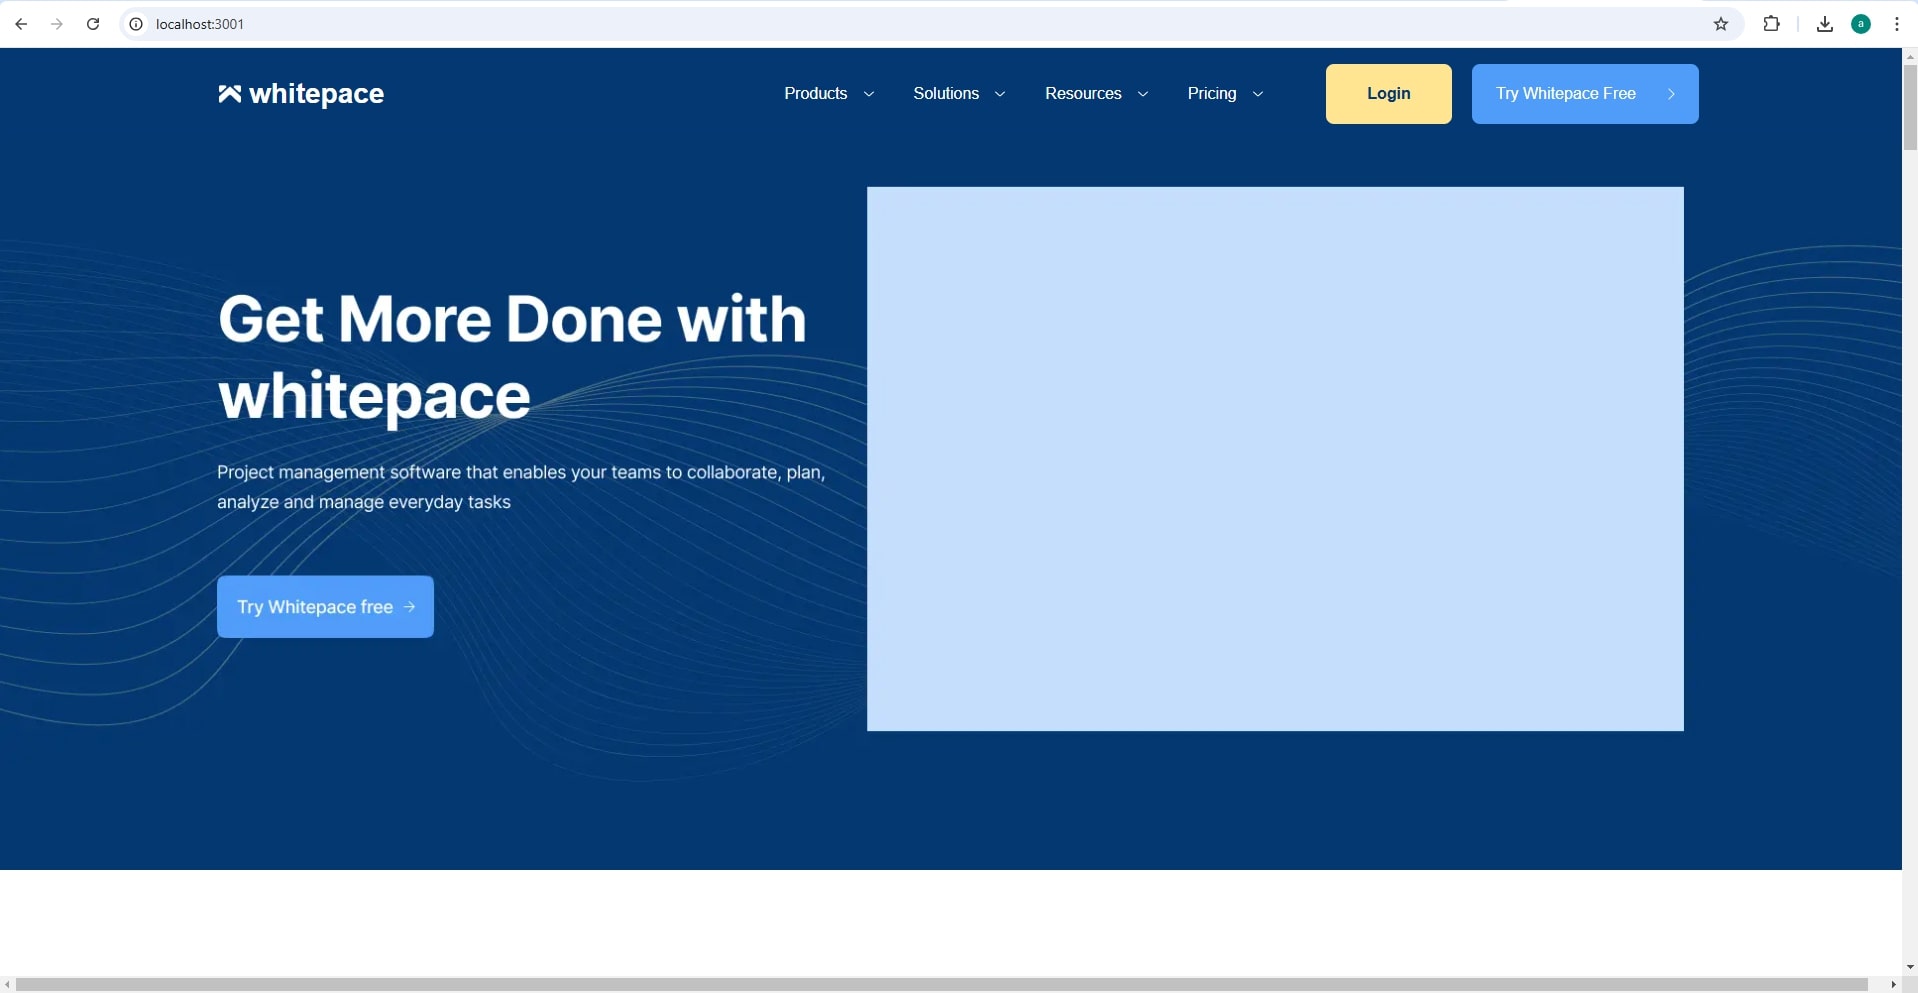 localhost:3001
a
whitepace
Products
Solutions
Resources
Pricing
Login
Try Whitepace Free
Get More Done with
whitepace
Project management software that enables your teams to collaborate, plan,
analyze and manage everyday tasks
Try Whitepace free